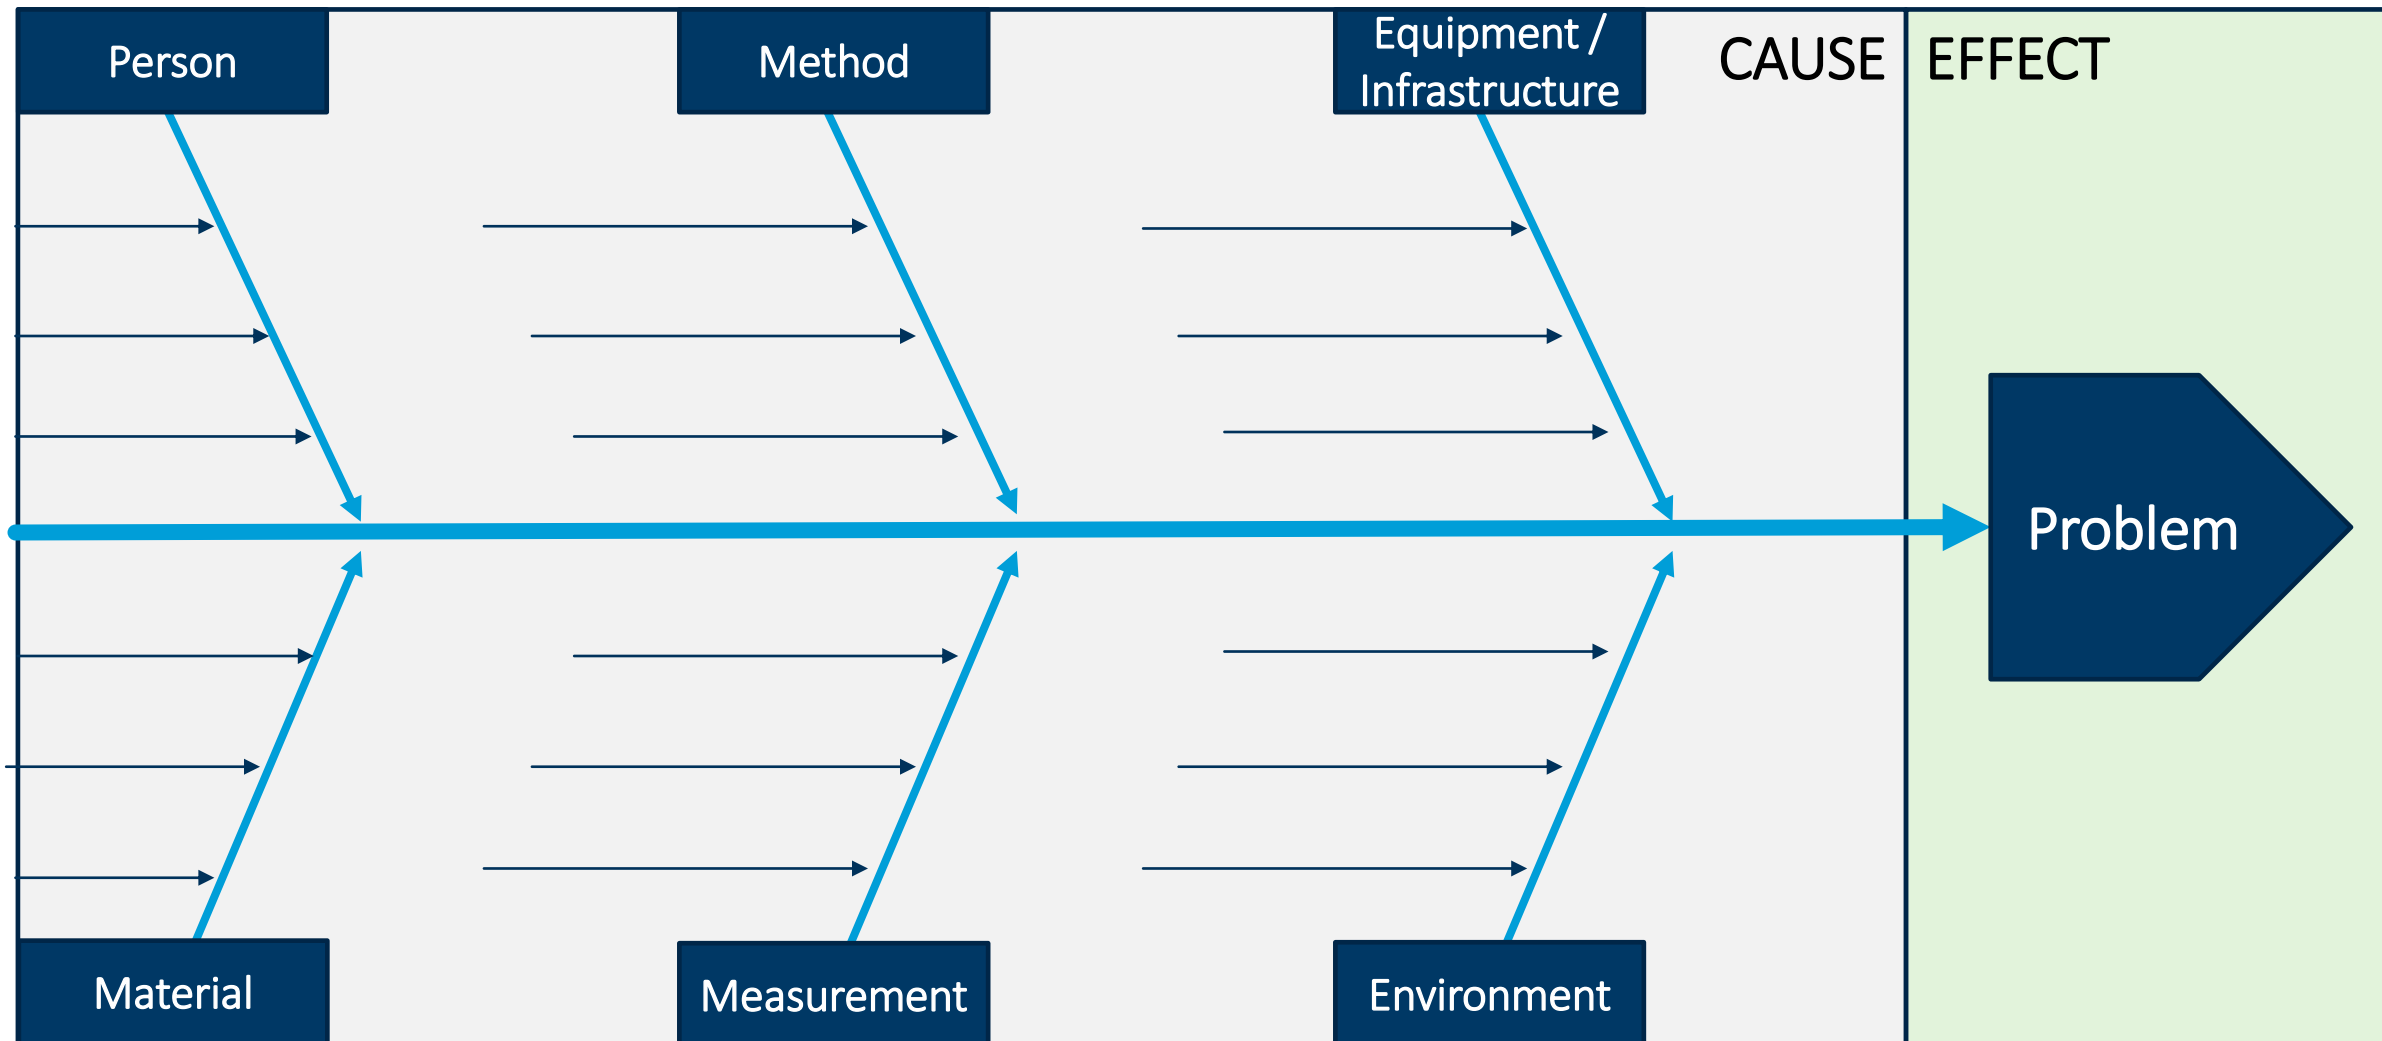 Person
Method
Equipment /
Infrastructure
CAUSE
EFFECT
Problem
Material
Measurement
Environment